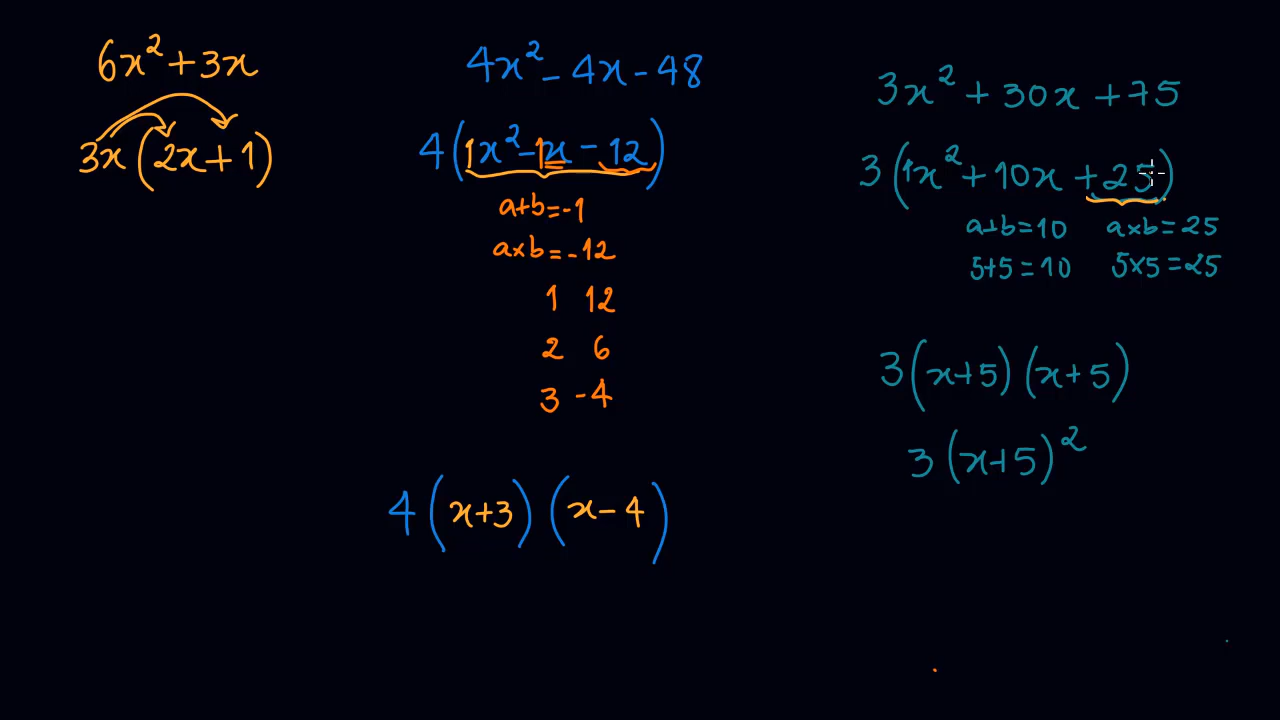 6x² + 3x
3x(2x + 1)
4x² - 4x - 48
4(1x² - 1x - 12)
a+b=-1
a×b=-12
1 12
2 6
3 -4
4(x+3)(x-4)
3x² + 30x + 75
3(1x² + 10x + 25)
a+b=10 a×b=25
5+5=10 5×5=25
3(x+5)(x+5)
3(x+5)²